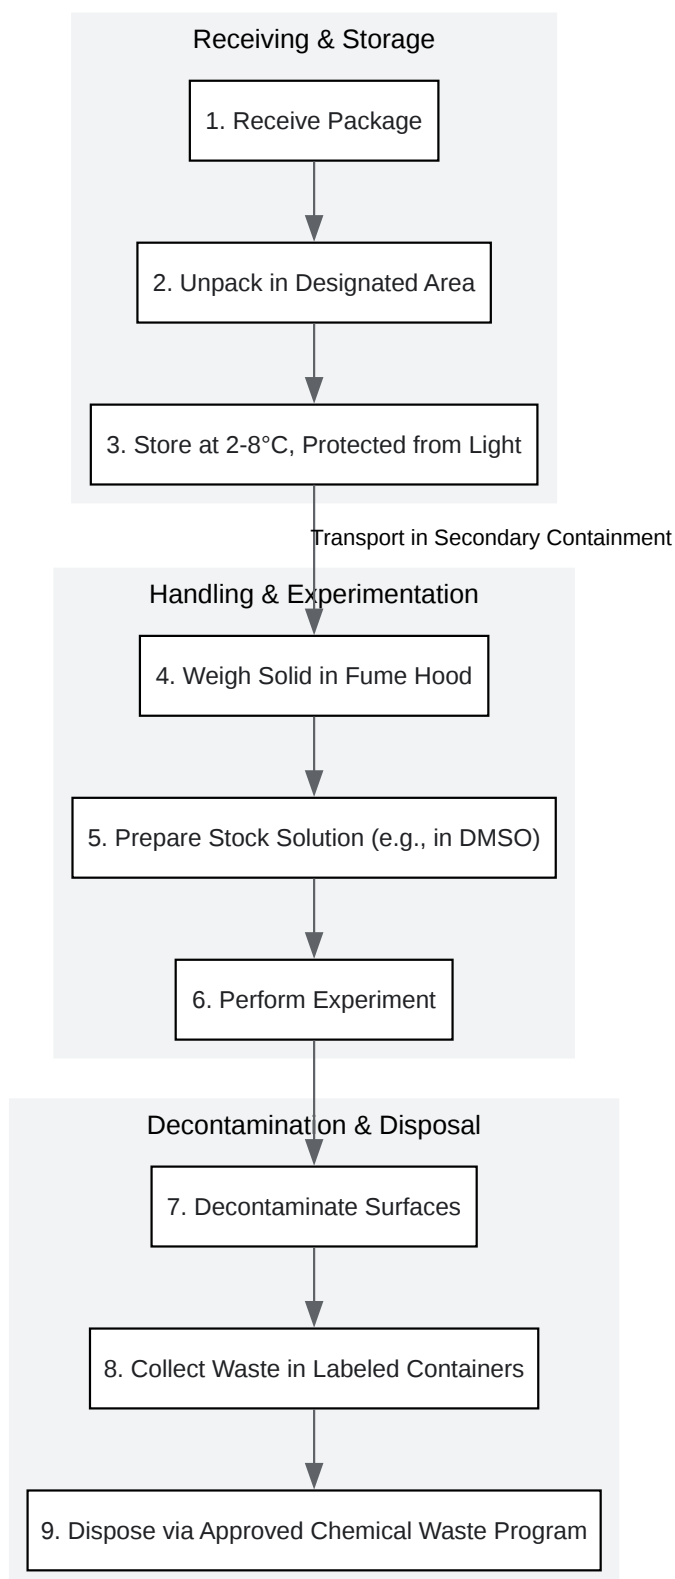 Receiving & Storage
1. Receive Package
2. Unpack in Designated Area
3. Store at 2-8°C, Protected from Light
Transport in Secondary Containment
Handling & Experimentation
4. Weigh Solid in Fume Hood
5. Prepare Stock Solution (e.g., in DMSO)
6. Perform Experiment
Decontamination & Disposal
7. Decontaminate Surfaces
8. Collect Waste in Labeled Containers
9. Dispose via Approved Chemical Waste Program